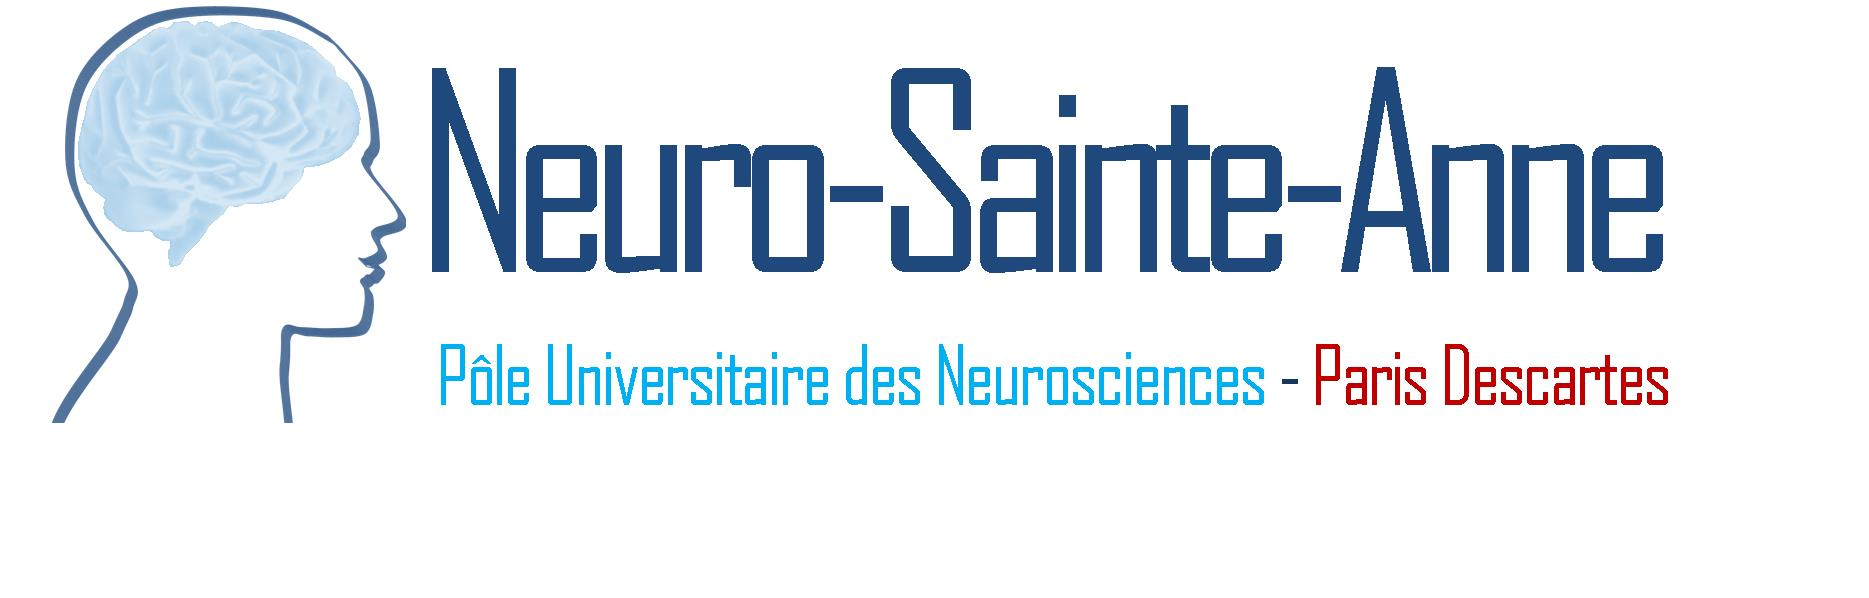 Neuro-Sainte-Anne
Pôle Universitaire des Neurosciences - Paris Descartes